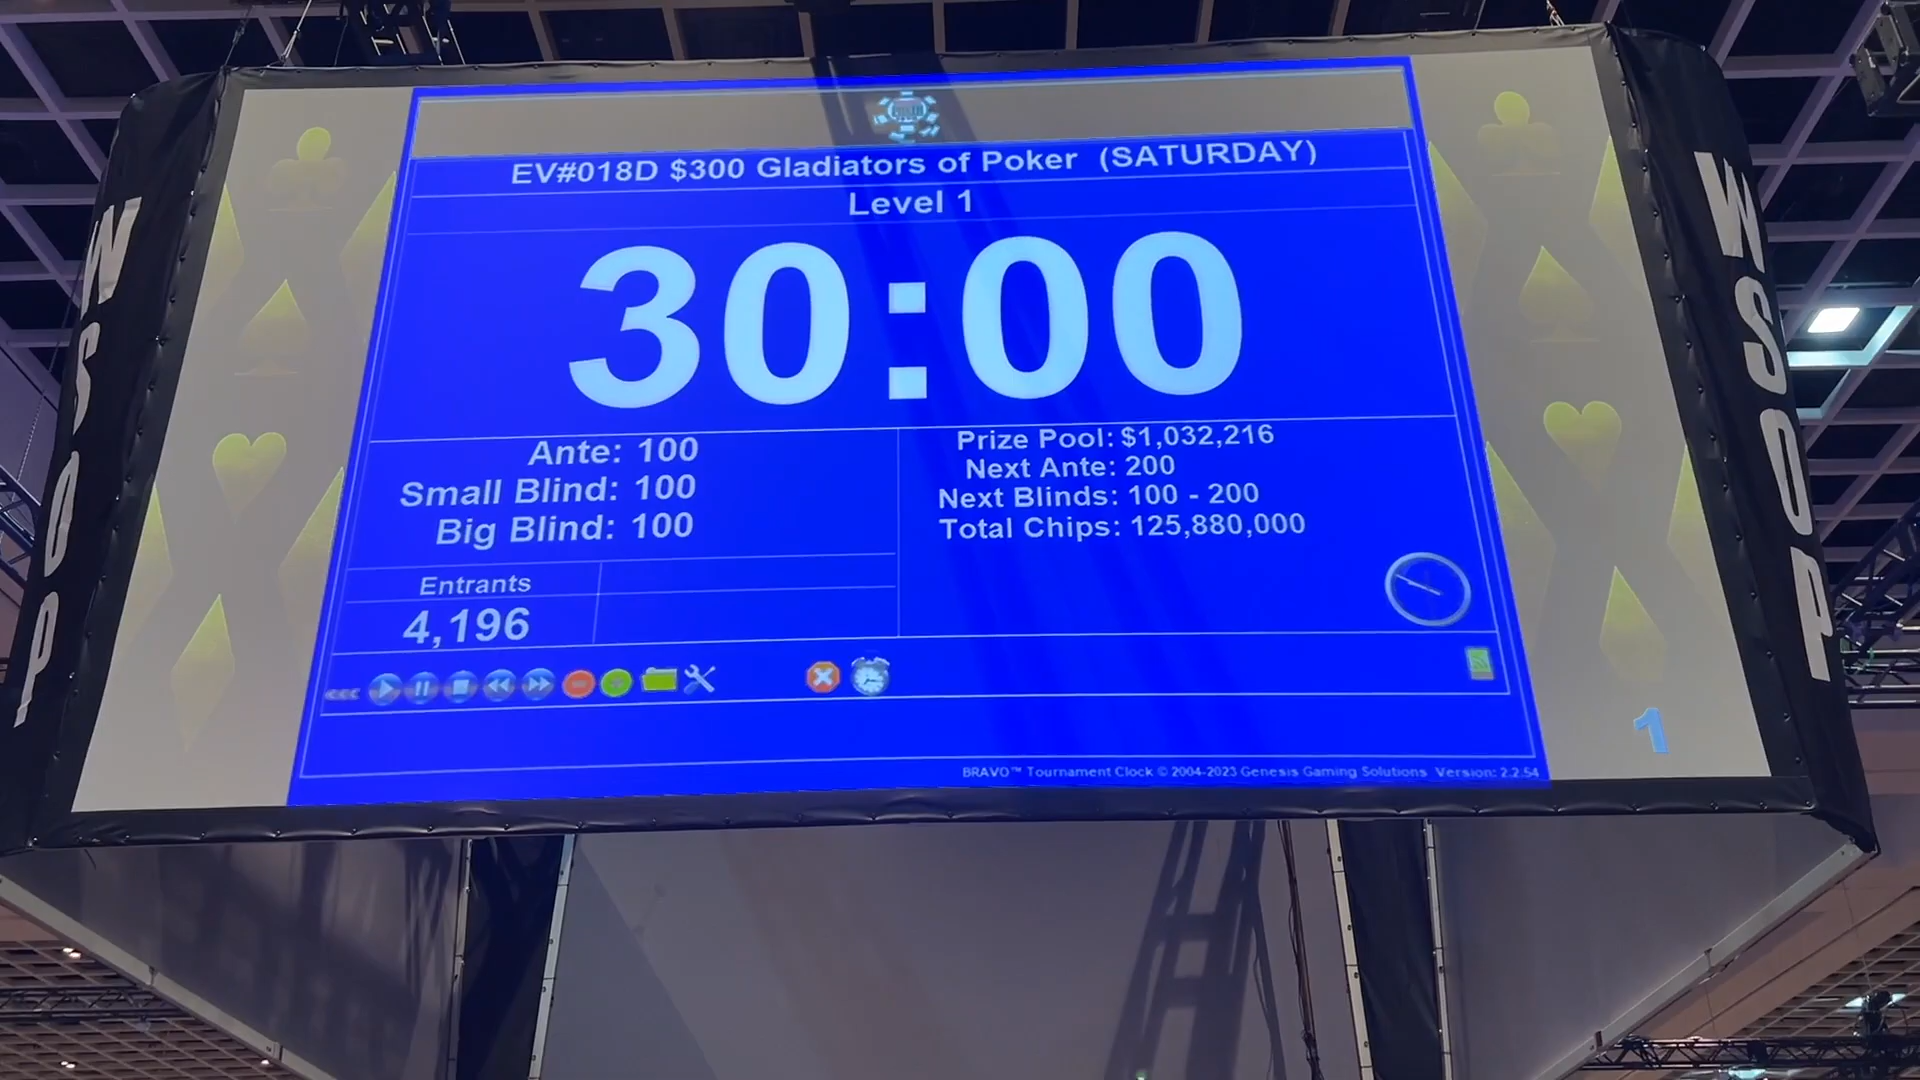 EV#018D $300 Gladiators of Poker (SATURDAY)
Level 1
30:00
Ante: 100
Small Blind: 100
Big Blind: 100
Prize Pool: $1,032,216
Next Ante: 200
Next Blinds: 100 - 200
Total Chips: 125,880,000
Entrants
4,196
BRAVO™ Tournament Clock © 2004-2023 Genesis Gaming Solutions Version: 2.2.54
1
WSOP
WSOP